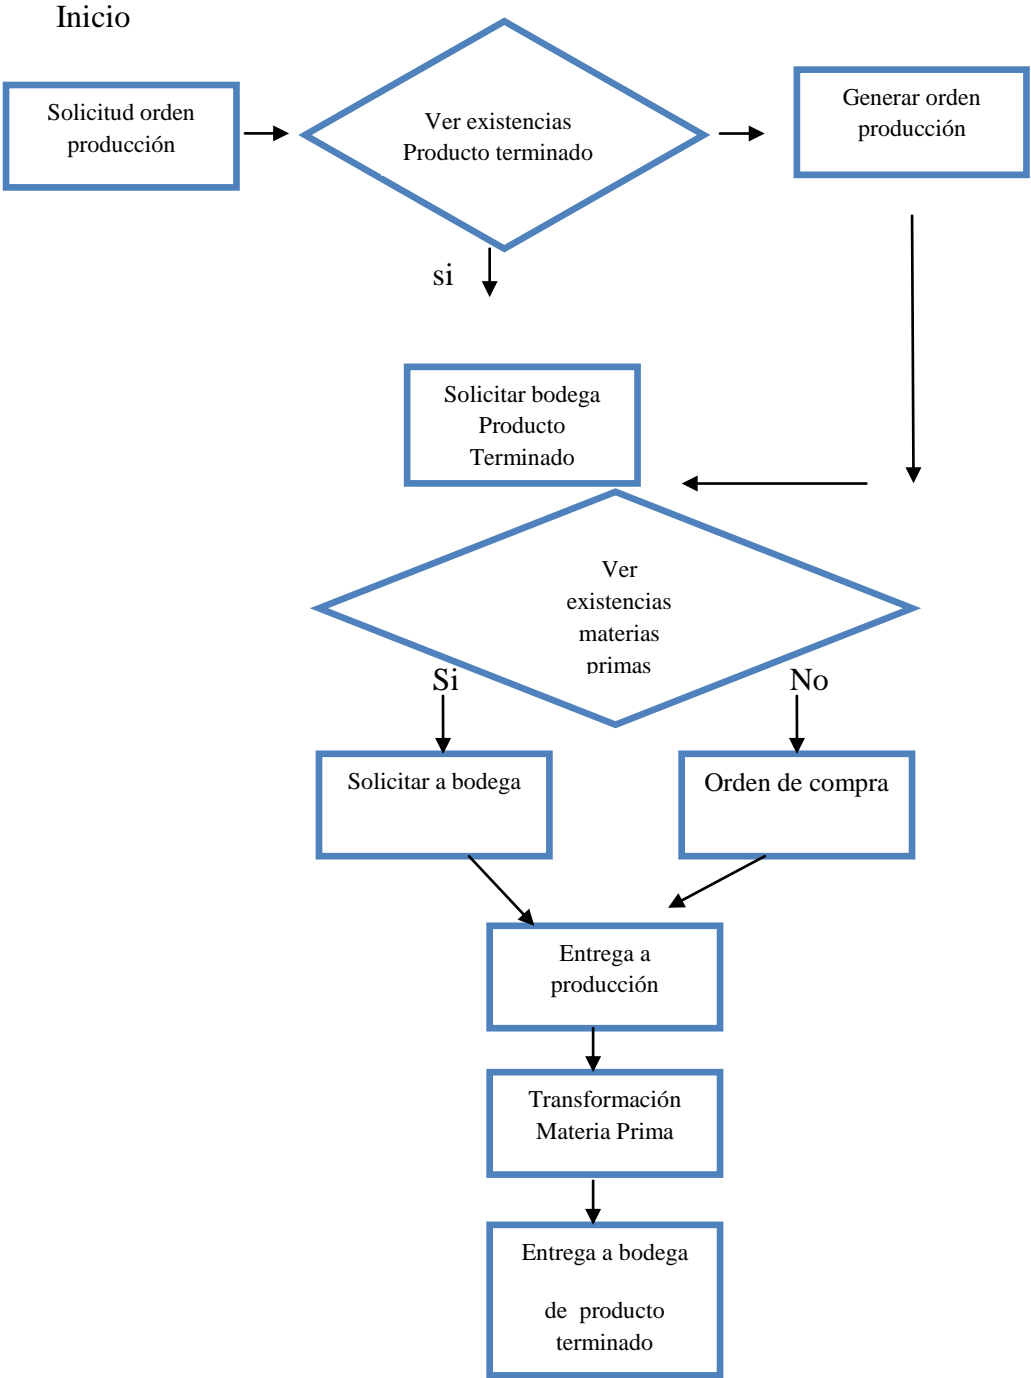 Inicio
Solicitud orden
producción
Ver existencias
Producto terminado
Generar orden
producción
si
Solicitar bodega
Producto
Terminado
Ver
existencias
materias
primas
Si
No
Solicitar a bodega
Orden de compra
Entrega a
producción
Transformación
Materia Prima
Entrega a bodega
de producto
terminado